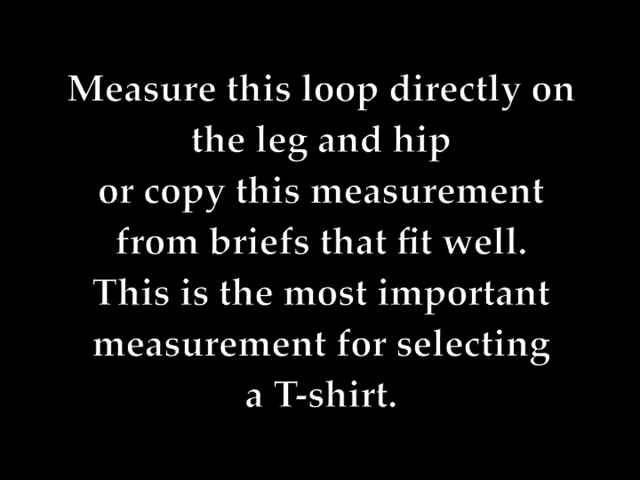 Measure this loop directly on
the leg and hip
or copy this measurement
from briefs that fit well.
This is the most important
measurement for selecting
a T-shirt.